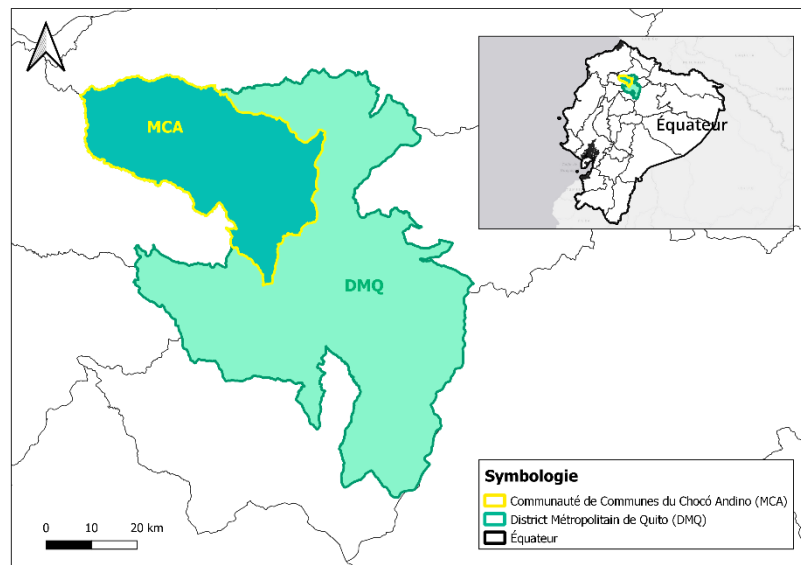 MCA
DMQ
Équateur
Symbologie
Communauté de Communes du Chocó Andino (MCA)
District Métropolitain de Quito (DMQ)
Équateur
0 10 20 km